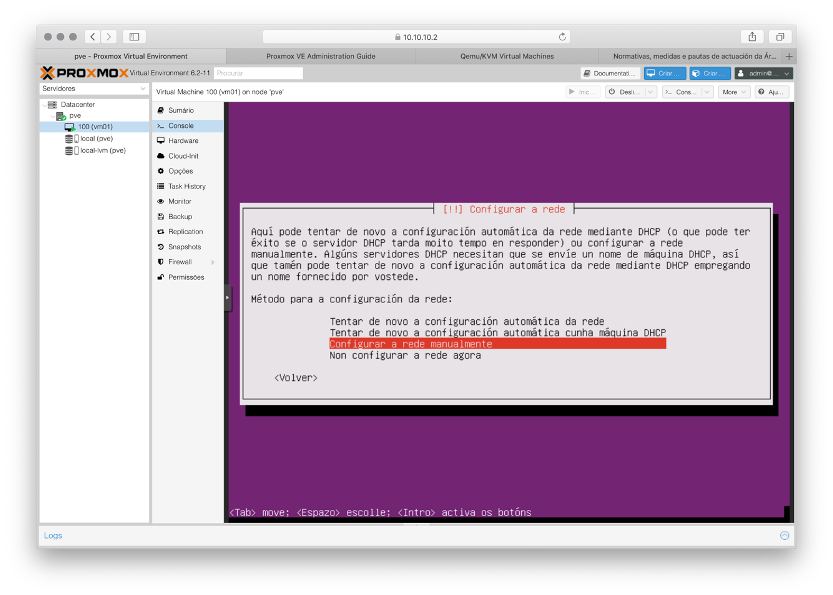 10.10.10.2
pve - Proxmox Virtual Environment
Proxmox VE Administration Guide
Qemu/KVM Virtual Machines
Normativas, medidas e pautas de actuación da Ár...
PROXMOX Virtual Environment 6.2-11
Procurar
Documentati...
Criar...
Criar...
admin@...
Servidores
Virtual Machine 100 (vm01) on node 'pve'
Inic...
Desli...
Cons...
More
Aju...
Datacenter
pve
100 (vm01)
local (pve)
local-lvm (pve)
Sumário
Console
Hardware
Cloud-Init
Opções
Task History
Monitor
Backup
Replication
Snapshots
Firewall
Permissões
[!!] Configurar a rede
Aquí pode tentar de novo a configuración automática da rede mediante DHCP (o que pode ter
éxito se o servidor DHCP tarda moito tempo en responder) ou configurar a rede
manualmente. Algúns servidores DHCP necesitan que se envíe un nome de máquina DHCP, así
que tamén pode tentar de novo a configuración automática da rede mediante DHCP empregando
un nome fornecido por vostede.
Método para a configuración da rede:
Tentar de novo a configuración automática da rede
Tentar de novo a configuración automática cunha máquina DHCP
Configurar a rede manualmente
Non configurar a rede agora
<Volver>
<Tab> move; <Espazo> escolle; <Intro> activa os botóns
Logs